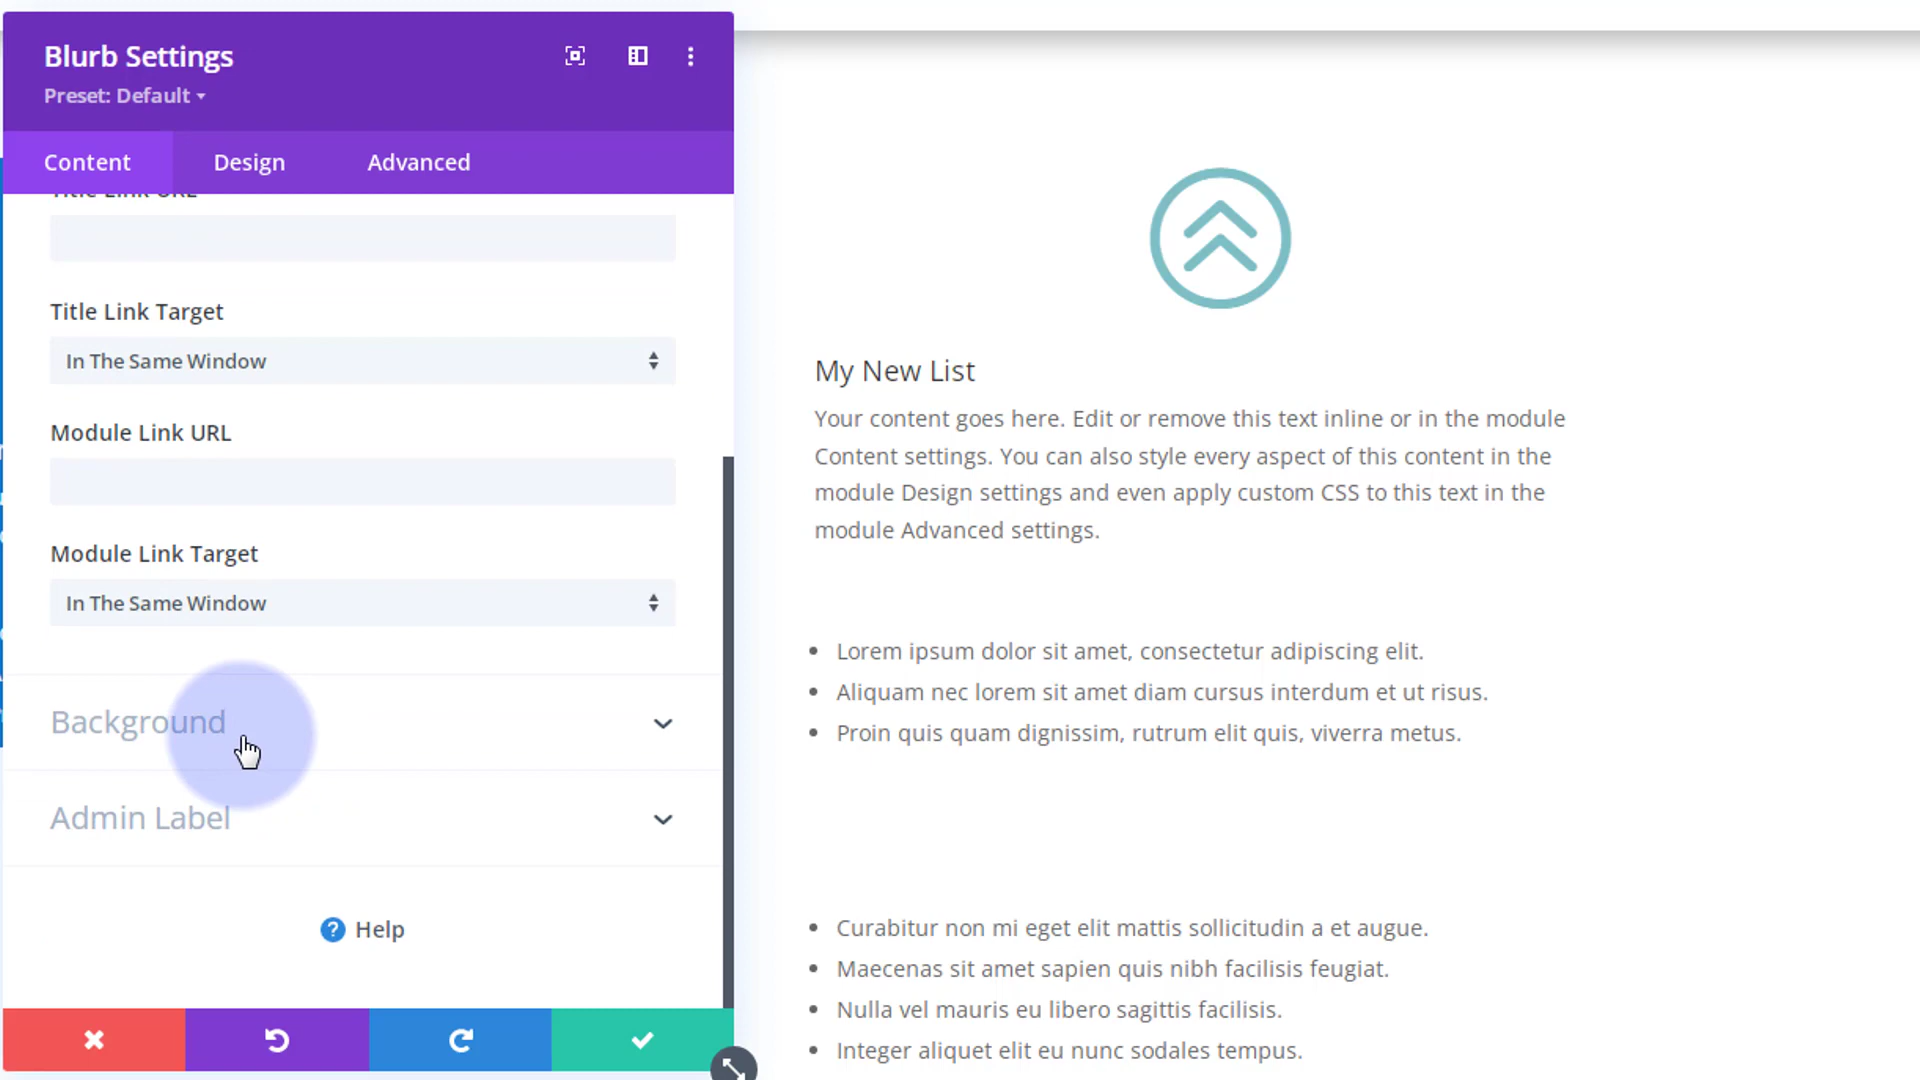 Blurb Settings
Preset: Default
Content
Design
Advanced
Title Link URL
Title Link Target
In The Same Window
Module Link URL
Module Link Target
In The Same Window
Background
Admin Label
? Help
My New List
Your content goes here. Edit or remove this text inline or in the module
Content settings. You can also style every aspect of this content in the
module Design settings and even apply custom CSS to this text in the
module Advanced settings.
• Lorem ipsum dolor sit amet, consectetur adipiscing elit.
• Aliquam nec lorem sit amet diam cursus interdum et ut risus.
• Proin quis quam dignissim, rutrum elit quis, viverra metus.
• Curabitur non mi eget elit mattis sollicitudin a et augue.
• Maecenas sit amet sapien quis nibh facilisis feugiat.
• Nulla vel mauris eu libero sagittis facilisis.
• Integer aliquet elit eu nunc sodales tempus.